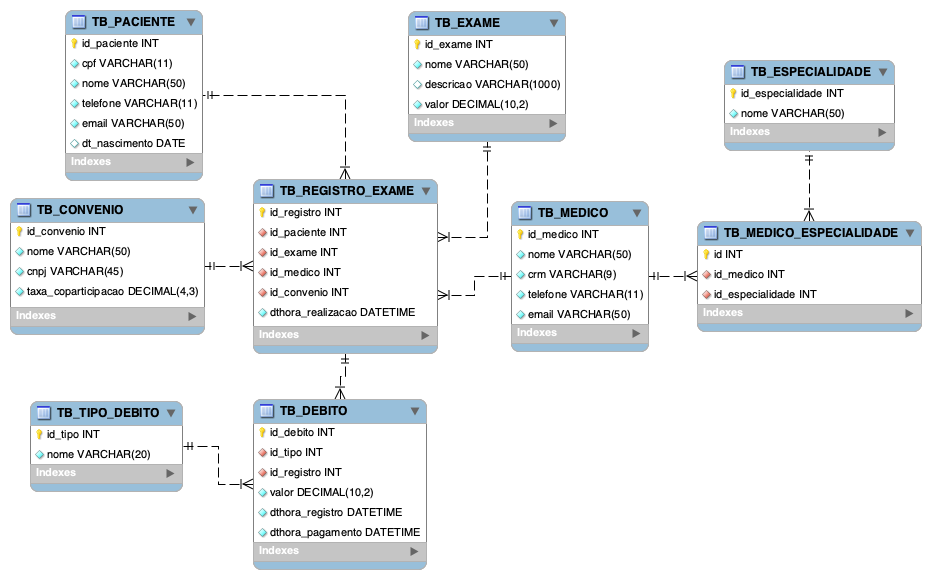 TB_PACIENTE
id_paciente INT
cpf VARCHAR(11)
nome VARCHAR(50)
telefone VARCHAR(11)
email VARCHAR(50)
dt_nascimento DATE
Indexes
TB_EXAME
id_exame INT
nome VARCHAR(50)
descricao VARCHAR(1000)
valor DECIMAL(10,2)
Indexes
TB_ESPECIALIDADE
id_especialidade INT
nome VARCHAR(50)
Indexes
TB_CONVENIO
id_convenio INT
nome VARCHAR(50)
cnpj VARCHAR(45)
taxa_coparticipacao DECIMAL(4,3)
Indexes
TB_REGISTRO_EXAME
id_registro INT
id_paciente INT
id_exame INT
id_medico INT
id_convenio INT
dthora_realizacao DATETIME
Indexes
TB_MEDICO
id_medico INT
nome VARCHAR(50)
crm VARCHAR(9)
telefone VARCHAR(11)
email VARCHAR(50)
Indexes
TB_MEDICO_ESPECIALIDADE
id INT
id_medico INT
id_especialidade INT
Indexes
TB_TIPO_DEBITO
id_tipo INT
nome VARCHAR(20)
Indexes
TB_DEBITO
id_debito INT
id_tipo INT
id_registro INT
valor DECIMAL(10,2)
dthora_registro DATETIME
dthora_pagamento DATETIME
Indexes